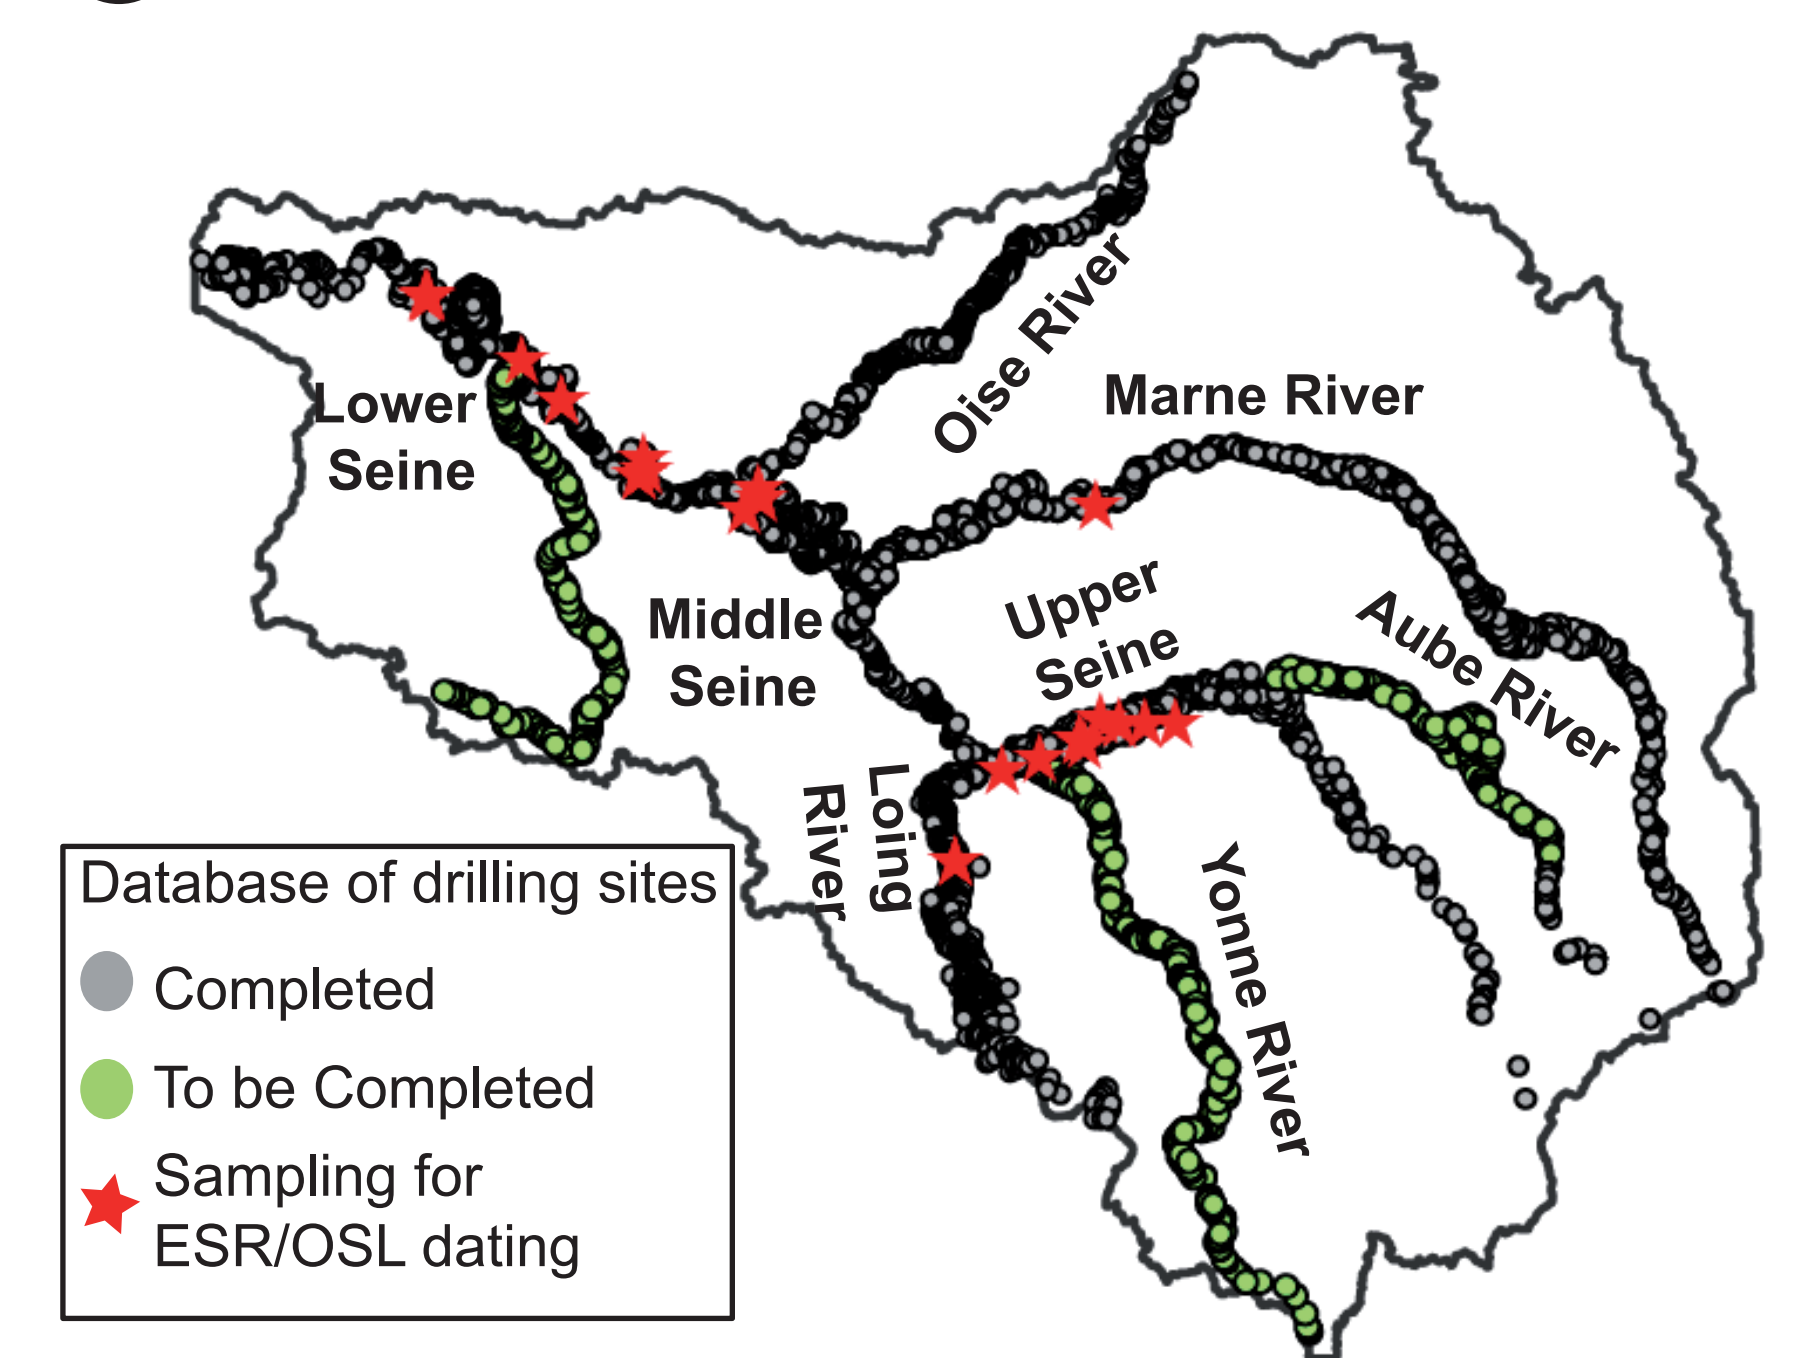 Oise River
Marne River
Lower
Seine
Middle
Seine
Upper
Seine
Aube River
Loing
River
Yonne River
Database of drilling sites
Completed
To be Completed
Sampling for
ESR/OSL dating